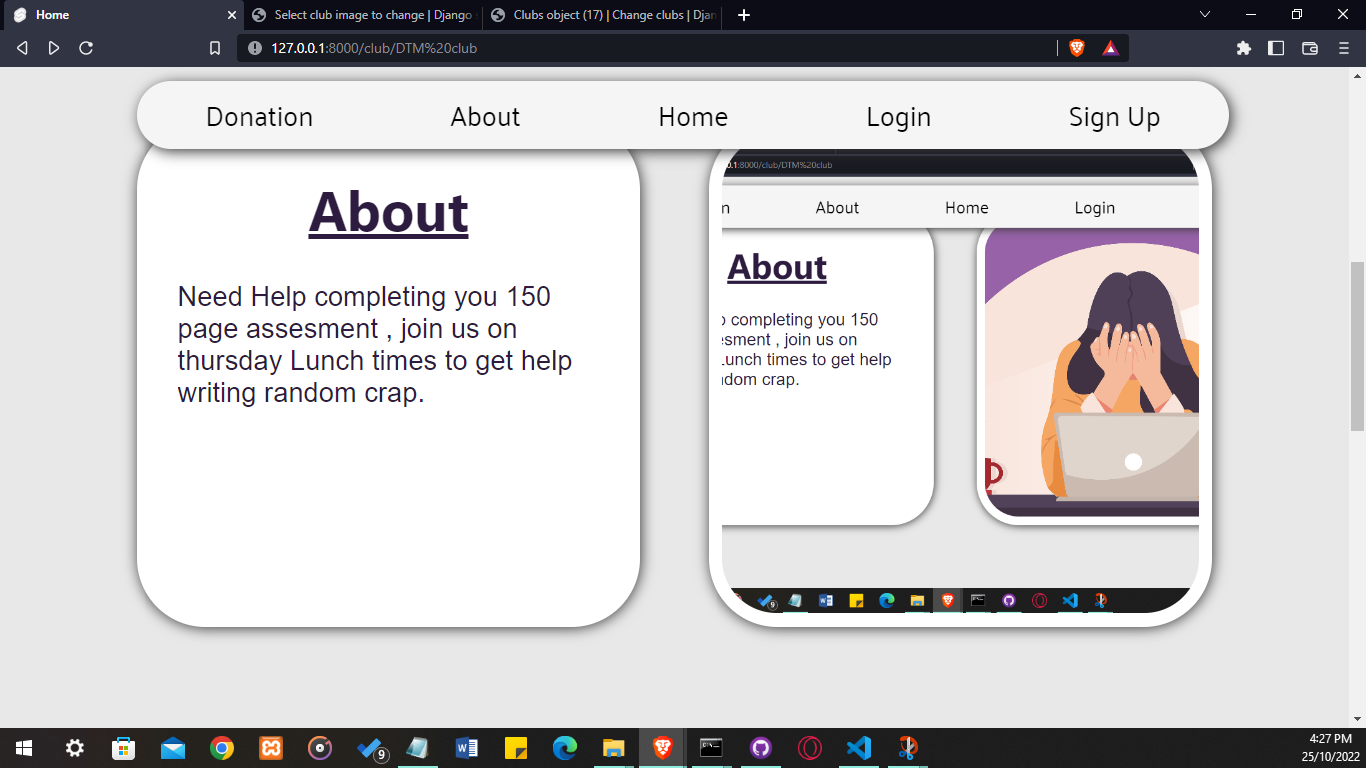 Home
Select club image to change | Django s
Clubs object (17) | Change clubs | Djan
127.0.0.1:8000/club/DTM%20club
Donation About Home Login Sign Up
About
Need Help completing you 150
page assesment , join us on
thursday Lunch times to get help
writing random crap.
0.1:8000/club/DTM%20club
n About Home Login
About
o completing you 150
esment , join us on
Lunch times to get help
ndom crap.
9
9
4:27 PM
25/10/2022